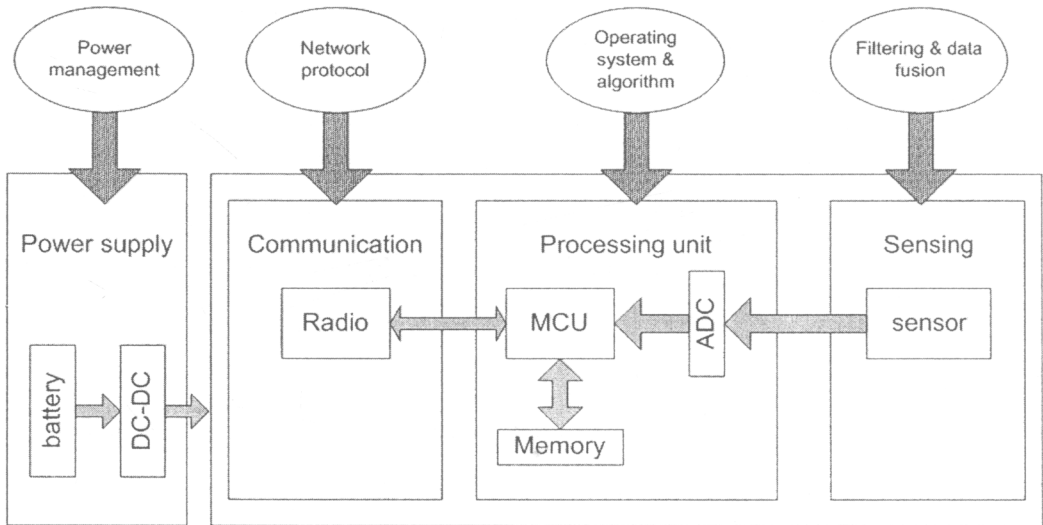 Power
management
Network
protocol
Operating
system &
algorithm
Filtering & data
fusion
Power supply
Communication
Processing unit
Sensing
Radio
MCU
ADC
sensor
battery
DC-DC
Memory